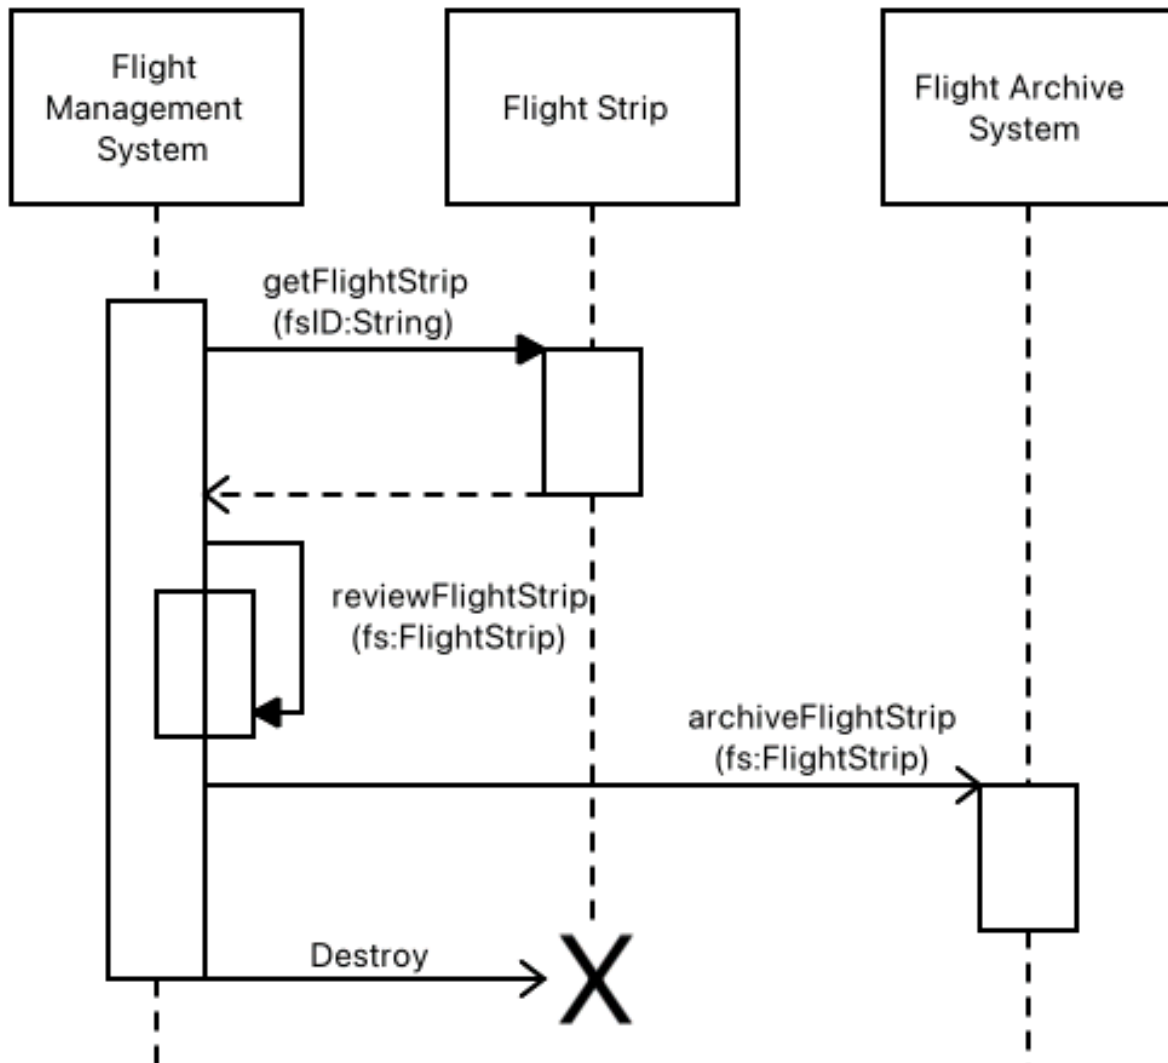 Flight
Management
System
Flight Strip
Flight Archive
System
getFlightStrip
(fsID:String)
reviewFlightStrip
(fs:FlightStrip)
archiveFlightStrip
(fs:FlightStrip)
Destroy
X